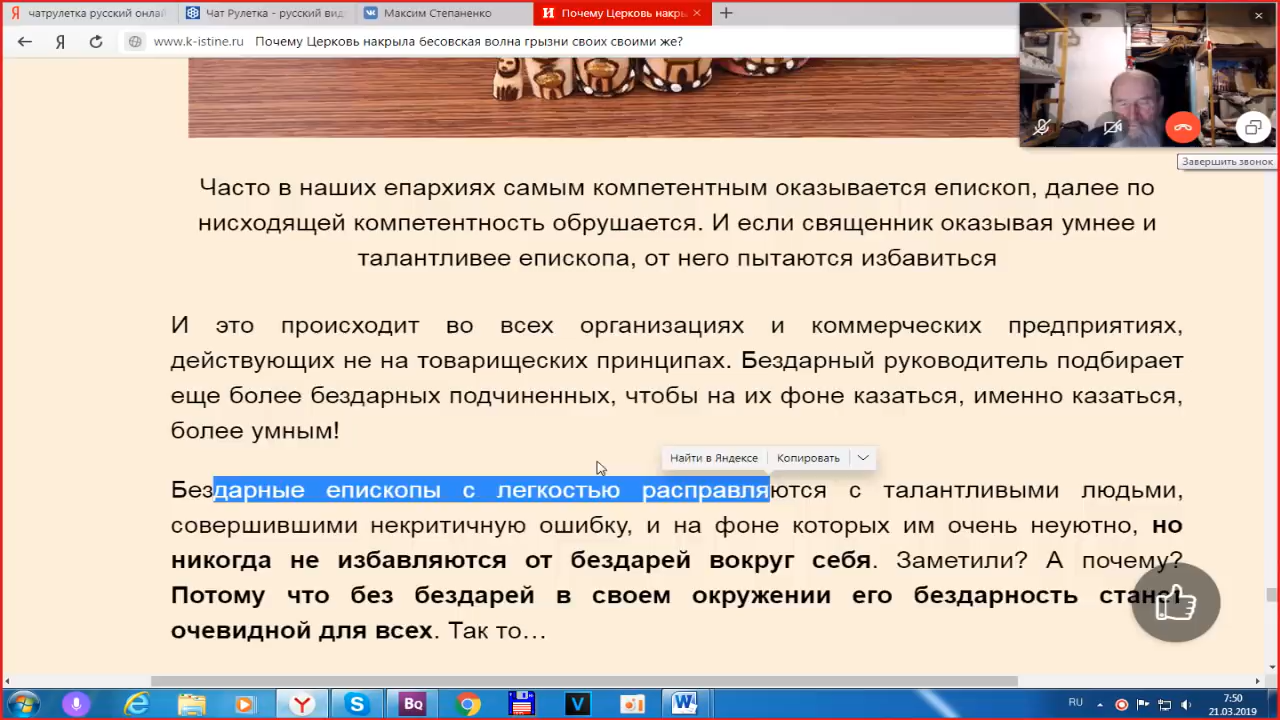 чатрулетка русский онлай
Чат Рулетка - русский вид
Максим Степаненко
Почему Церковь накры
www.k-istine.ru Почему Церковь накрыла бесовская волна грызни своих своими же?
Завершить звонок
Часто в наших епархиях самым компетентным оказывается епископ, далее по
нисходящей компетентность обрушается. И если священник оказывая умнее и
талантливее епископа, от него пытаются избавиться
И это происходит во всех организациях и коммерческих предприятиях,
действующих не на товарищеских принципах. Бездарный руководитель подбирает
еще более бездарных подчиненных, чтобы на их фоне казаться, именно казаться,
более умным!
Найти в Яндексе Копировать
Бездарные епископы с легкостью расправляются с талантливыми людьми,
совершившими некритичную ошибку, и на фоне которых им очень неуютно, но
никогда не избавляются от бездарей вокруг себя. Заметили? А почему?
Потому что без бездарей в своем окружении его бездарность станет
очевидной для всех. Так то...
RU
7:50
21.03.2019